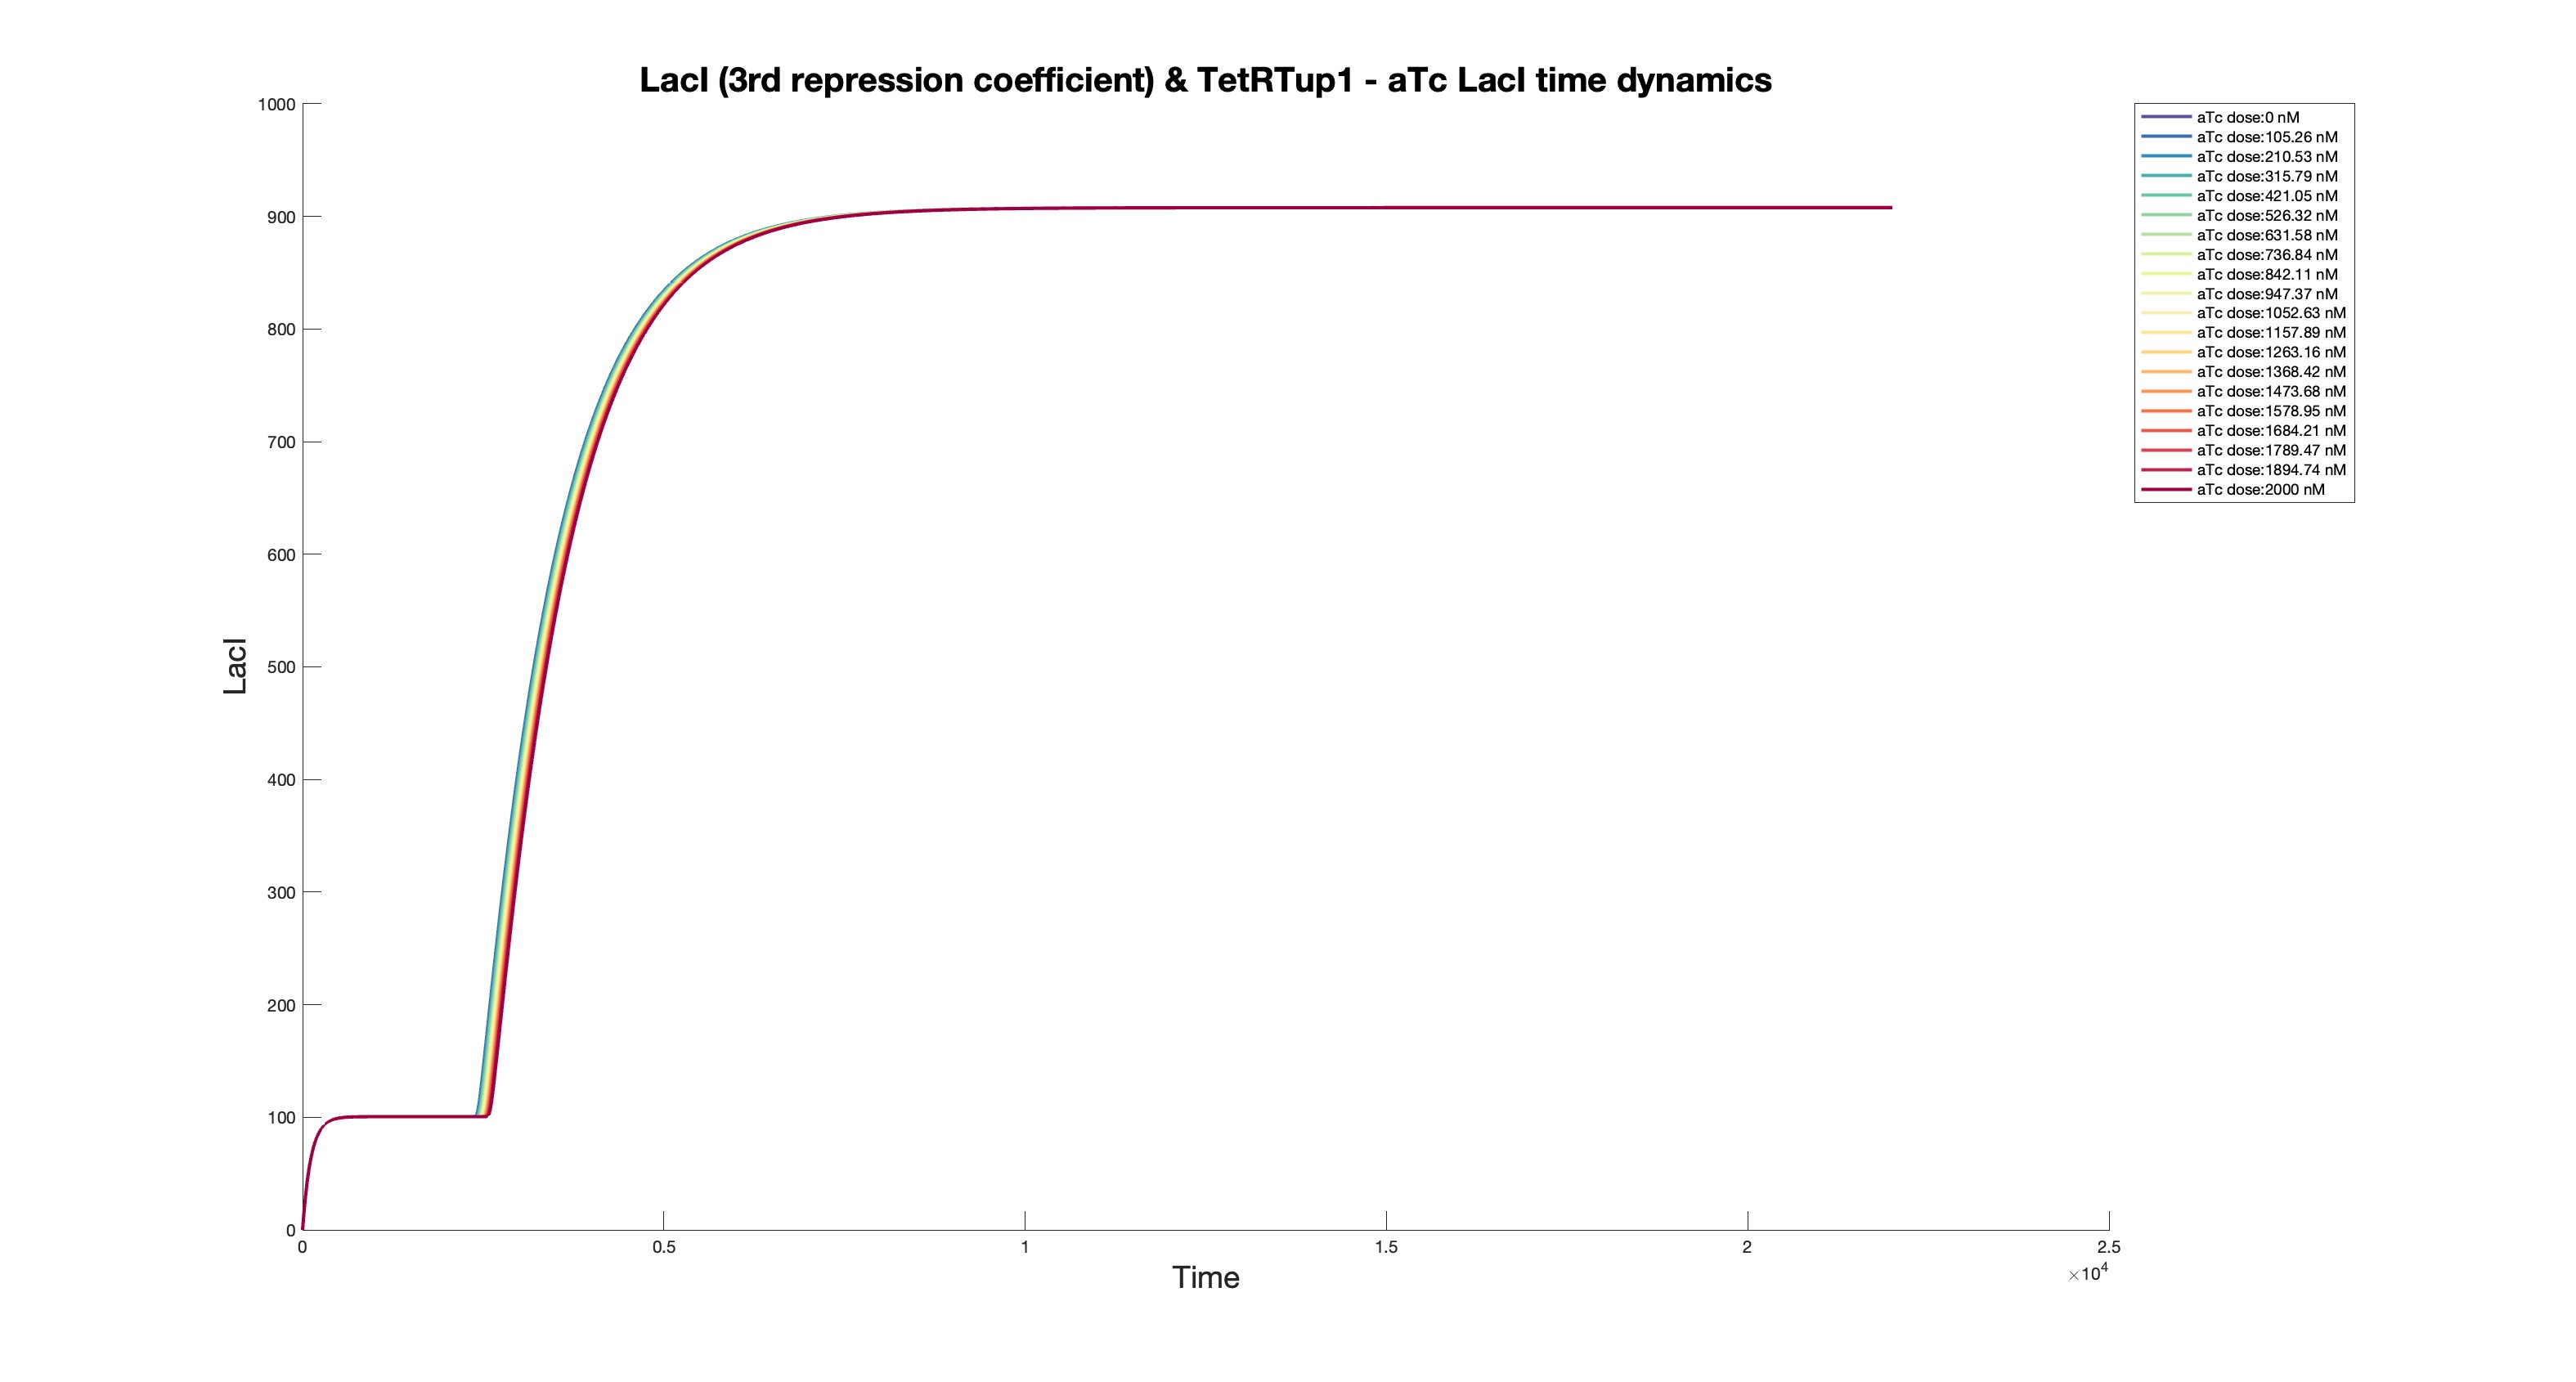 LacI (3rd repression coefficient) & TetRTup1 - aTc LacI time dynamics
1000
900
800
700
600
500
400
300
200
100
0
LacI
0
0.5
1
1.5
2
2.5
×10⁴
Time
aTc dose:0 nM
aTc dose:105.26 nM
aTc dose:210.53 nM
aTc dose:315.79 nM
aTc dose:421.05 nM
aTc dose:526.32 nM
aTc dose:631.58 nM
aTc dose:736.84 nM
aTc dose:842.11 nM
aTc dose:947.37 nM
aTc dose:1052.63 nM
aTc dose:1157.89 nM
aTc dose:1263.16 nM
aTc dose:1368.42 nM
aTc dose:1473.68 nM
aTc dose:1578.95 nM
aTc dose:1684.21 nM
aTc dose:1789.47 nM
aTc dose:1894.74 nM
aTc dose:2000 nM